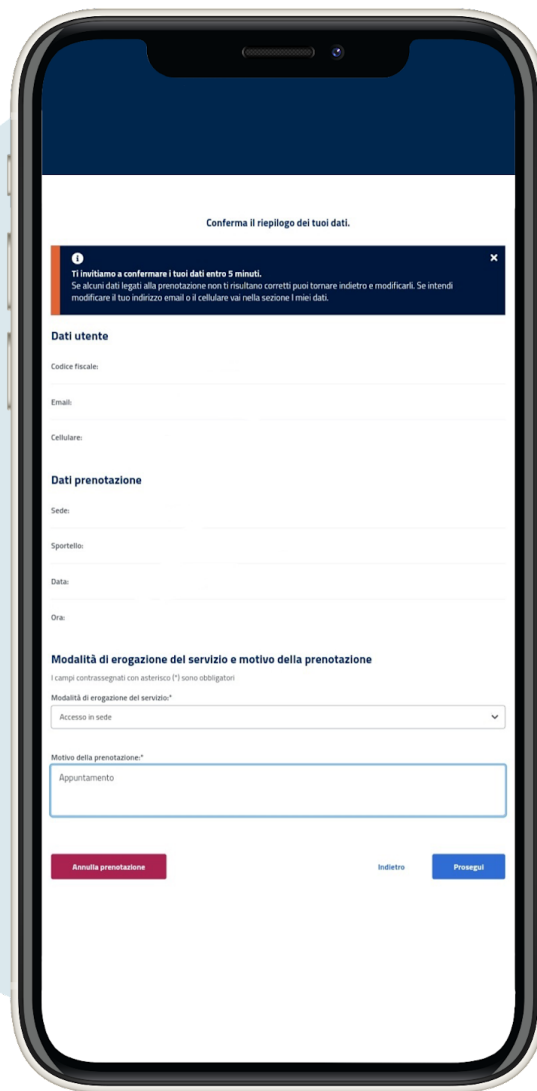 Conferma il riepilogo dei tuoi dati.
Ti invitiamo a confermare i tuoi dati entro 5 minuti.
Se alcuni dati legati alla prenotazione non ti risultano corretti puoi tornare indietro e modificarli. Se intendi
modificare il tuo indirizzo email o il cellulare vai nella sezione I miei dati.
Dati utente
Codice fiscale:
Email:
Cellulare:
Dati prenotazione
Sede:
Sportello:
Data:
Ora:
Modalità di erogazione del servizio e motivo della prenotazione
I campi contrassegnati con asterisco (*) sono obbligatori
Modalità di erogazione del servizio:*
Accesso in sede
Motivo della prenotazione:*
Appuntamento
Annulla prenotazione Indietro Prosegui